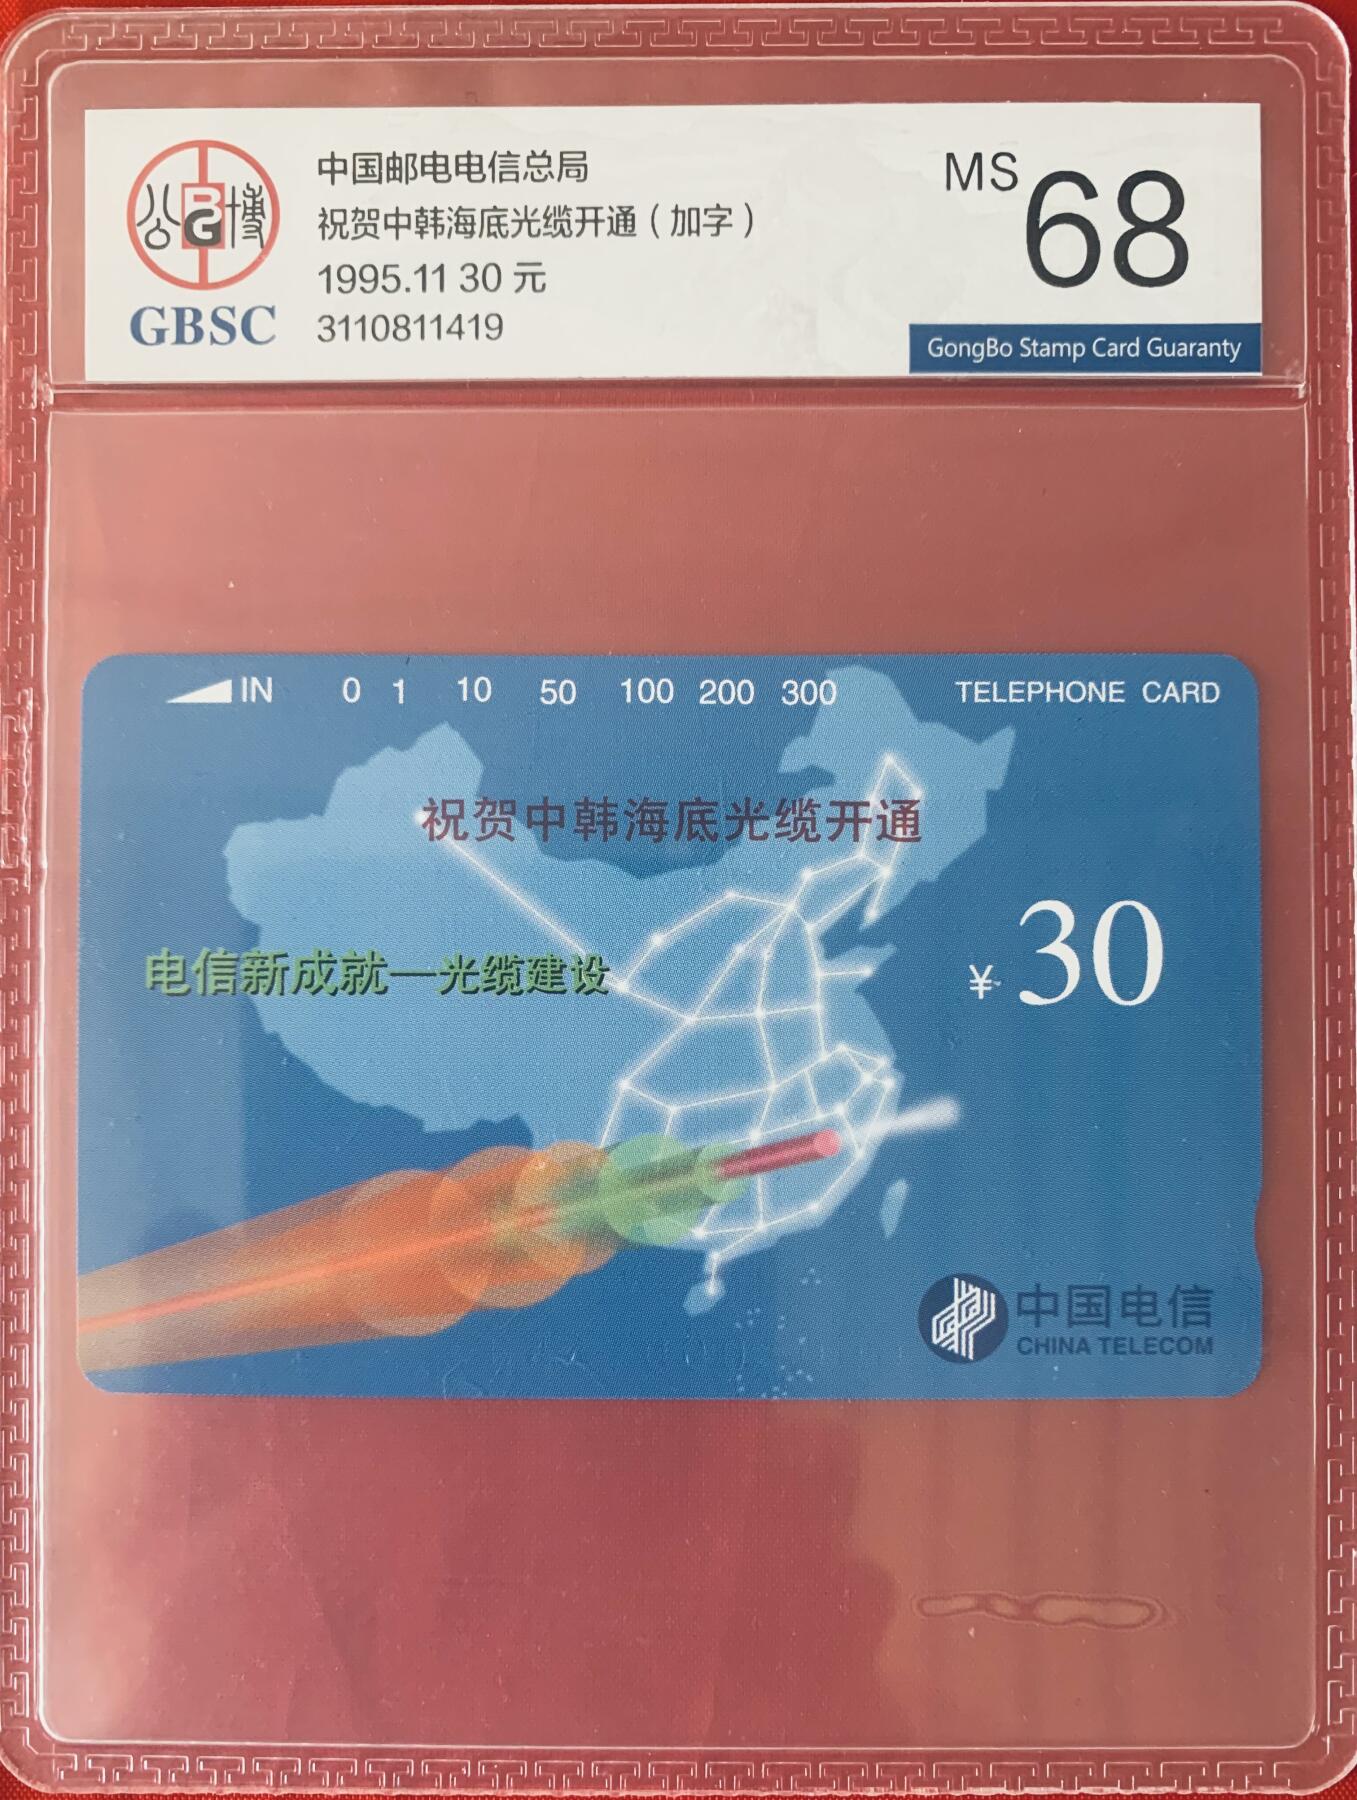 公博
BG
GBSC
中国邮电电信总局
祝贺中韩海底光缆开通（加字）
1995.11 30 元
3110811419
MS 68
GongBo Stamp Card Guaranty
IN 0 1 10 50 100 200 300 TELEPHONE CARD
祝贺中韩海底光缆开通
电信新成就—光缆建设
¥ 30
中国电信
CHINA TELECOM